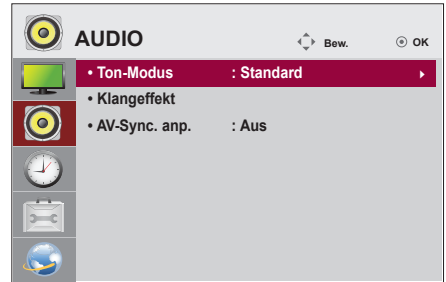 AUDIO Bew. OK
• Ton-Modus : Standard
• Klangeffekt
• AV-Sync. anp. : Aus